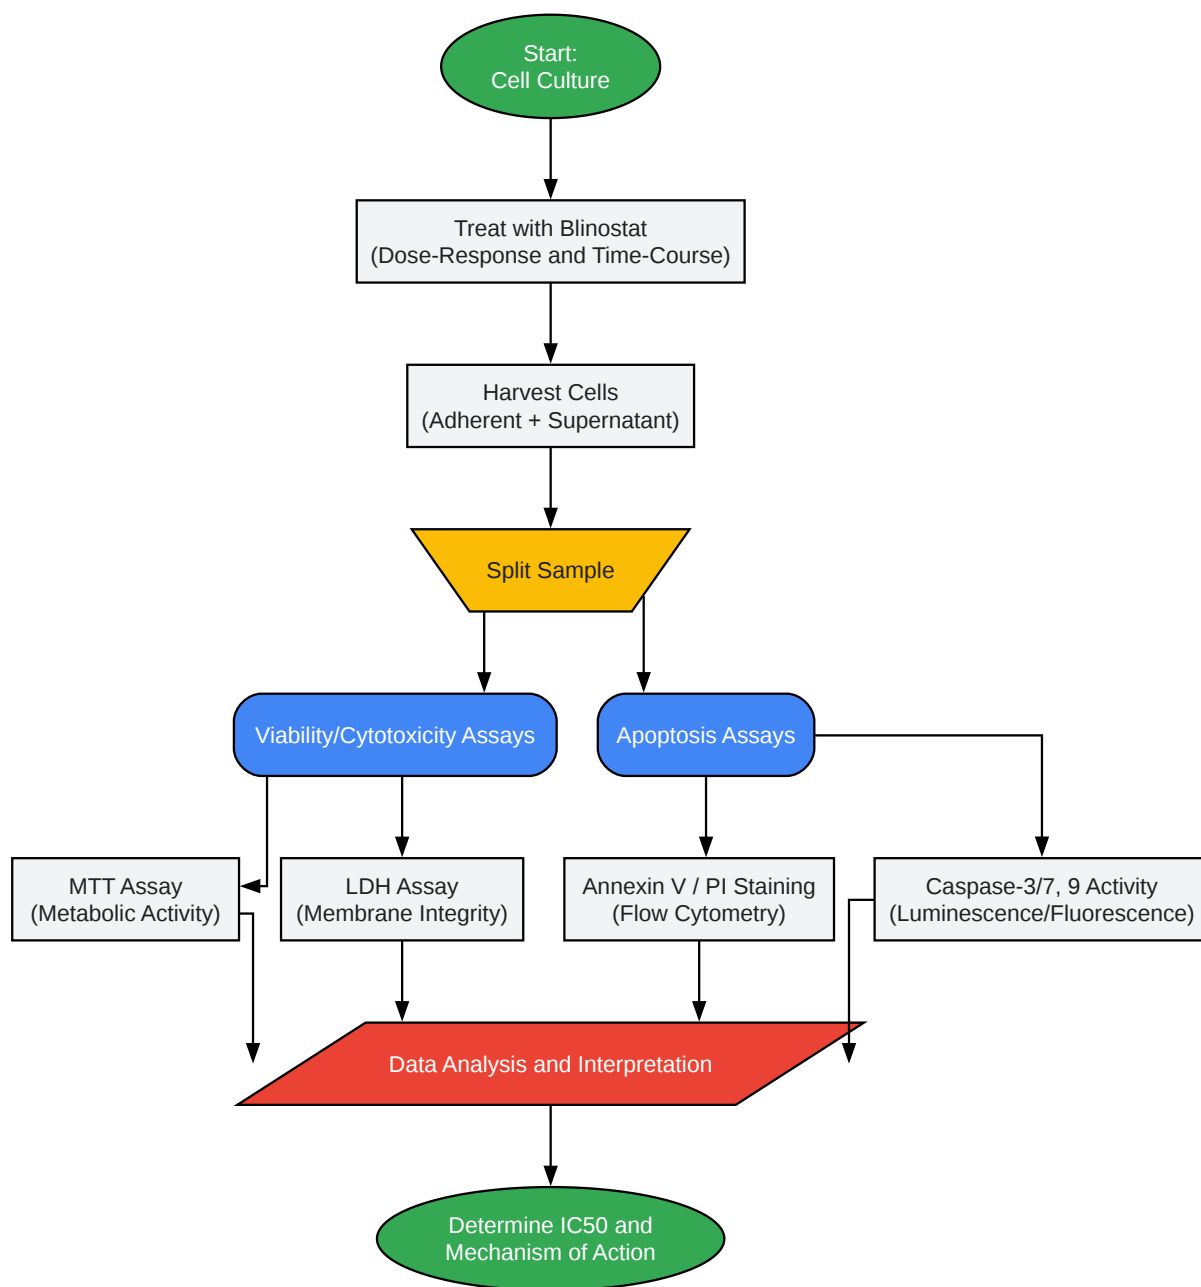 Start:
Cell Culture
Treat with Blinostat
(Dose-Response and Time-Course)
Harvest Cells
(Adherent + Supernatant)
Split Sample
Viability/Cytotoxicity Assays
Apoptosis Assays
MTT Assay
(Metabolic Activity)
LDH Assay
(Membrane Integrity)
Annexin V / PI Staining
(Flow Cytometry)
Caspase-3/7, 9 Activity
(Luminescence/Fluorescence)
Data Analysis and Interpretation
Determine IC50 and
Mechanism of Action